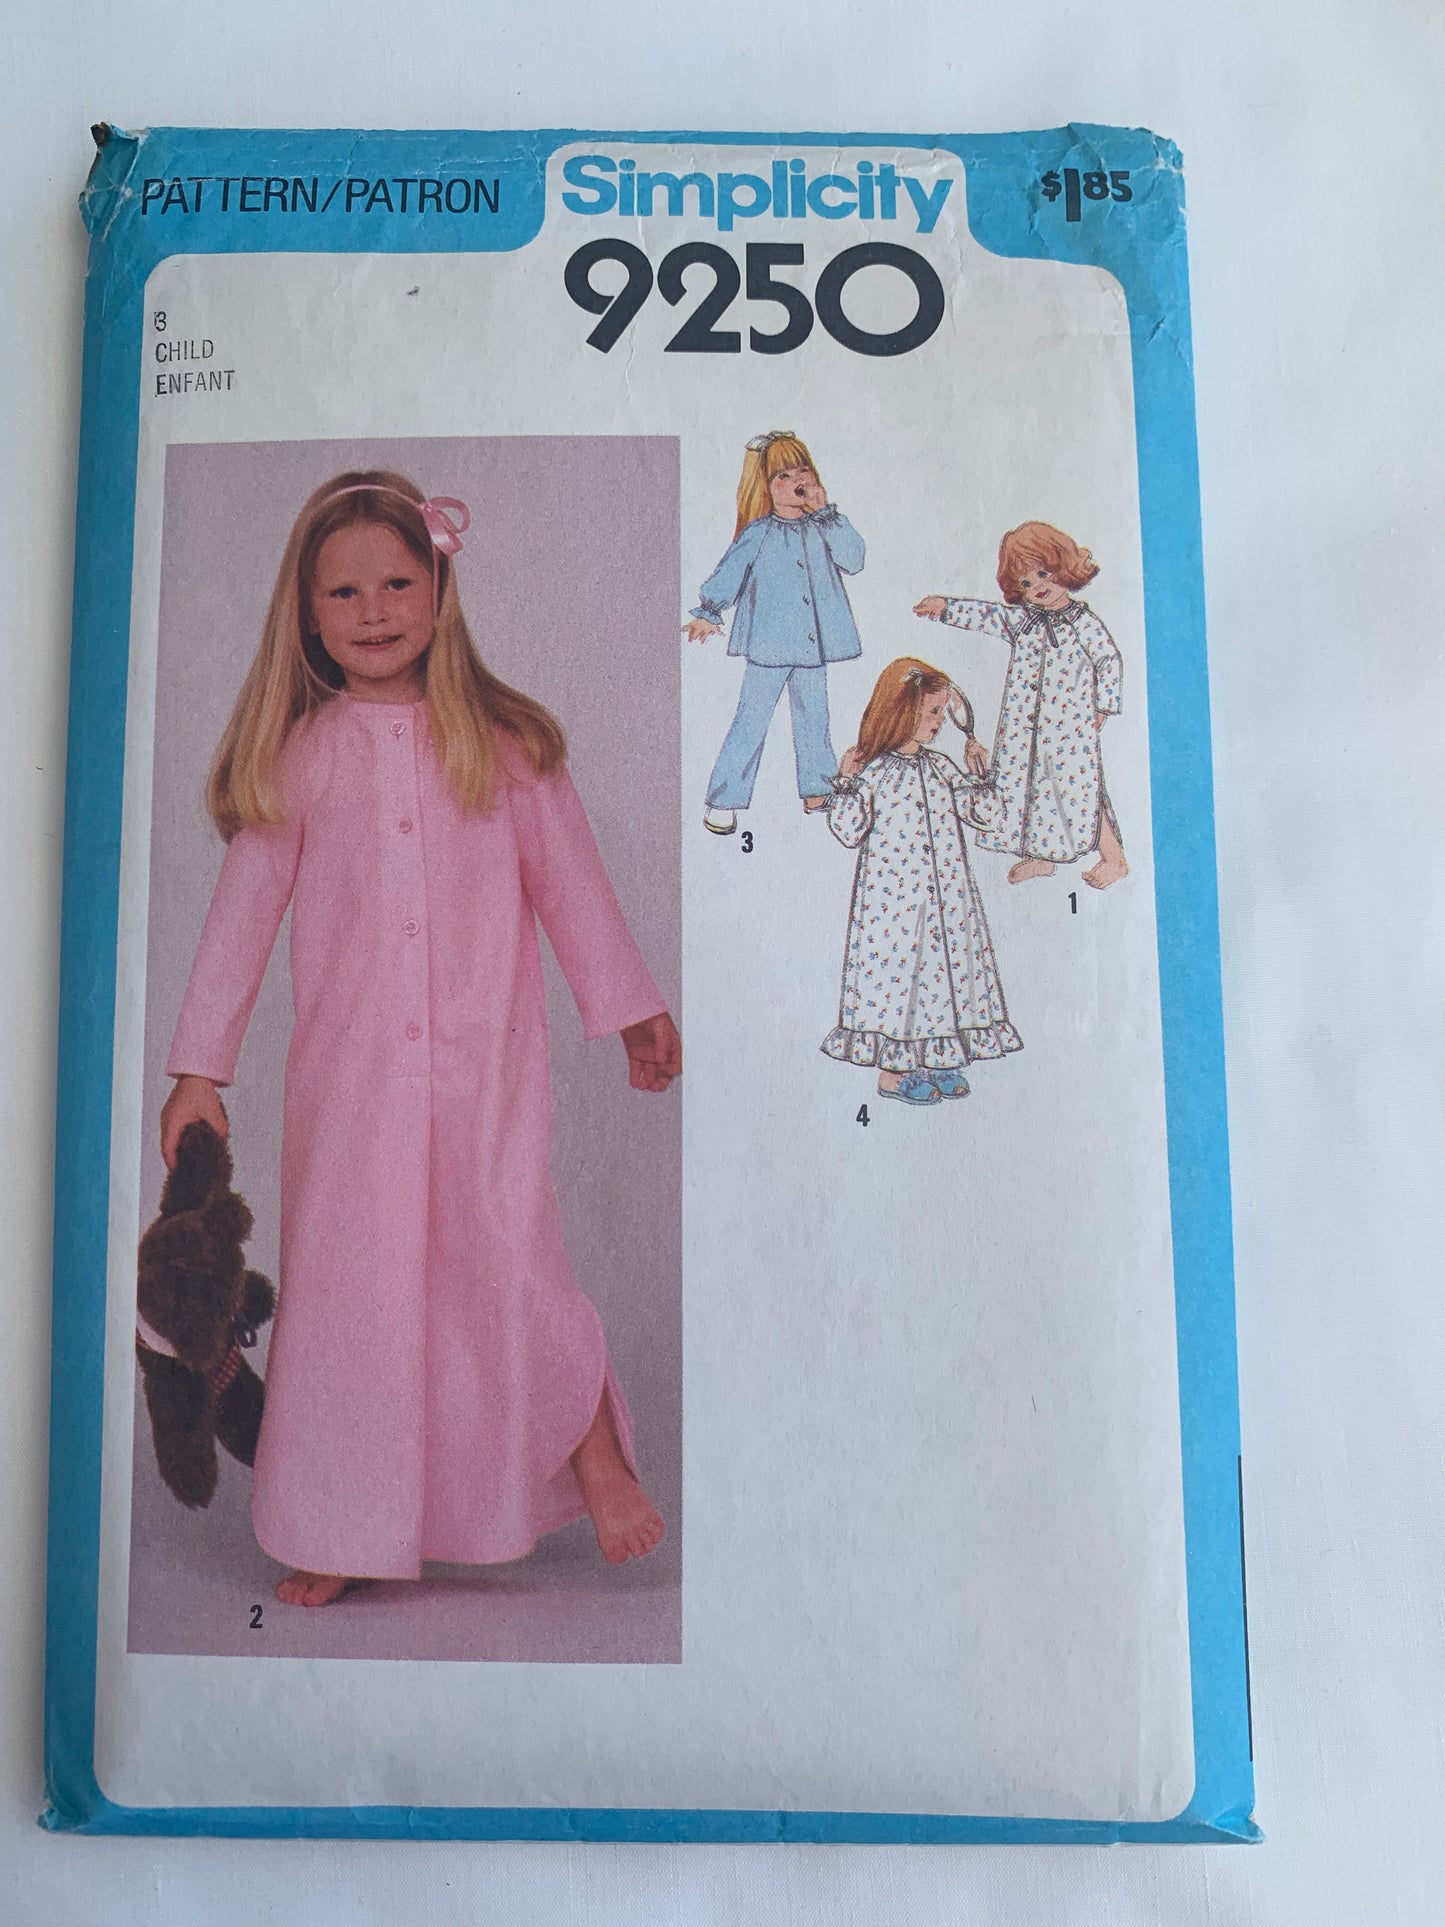 PATTERN/PATRON
Simplicity
$1.85
9250
3
CHILD
ENFANT
3
1
4
2